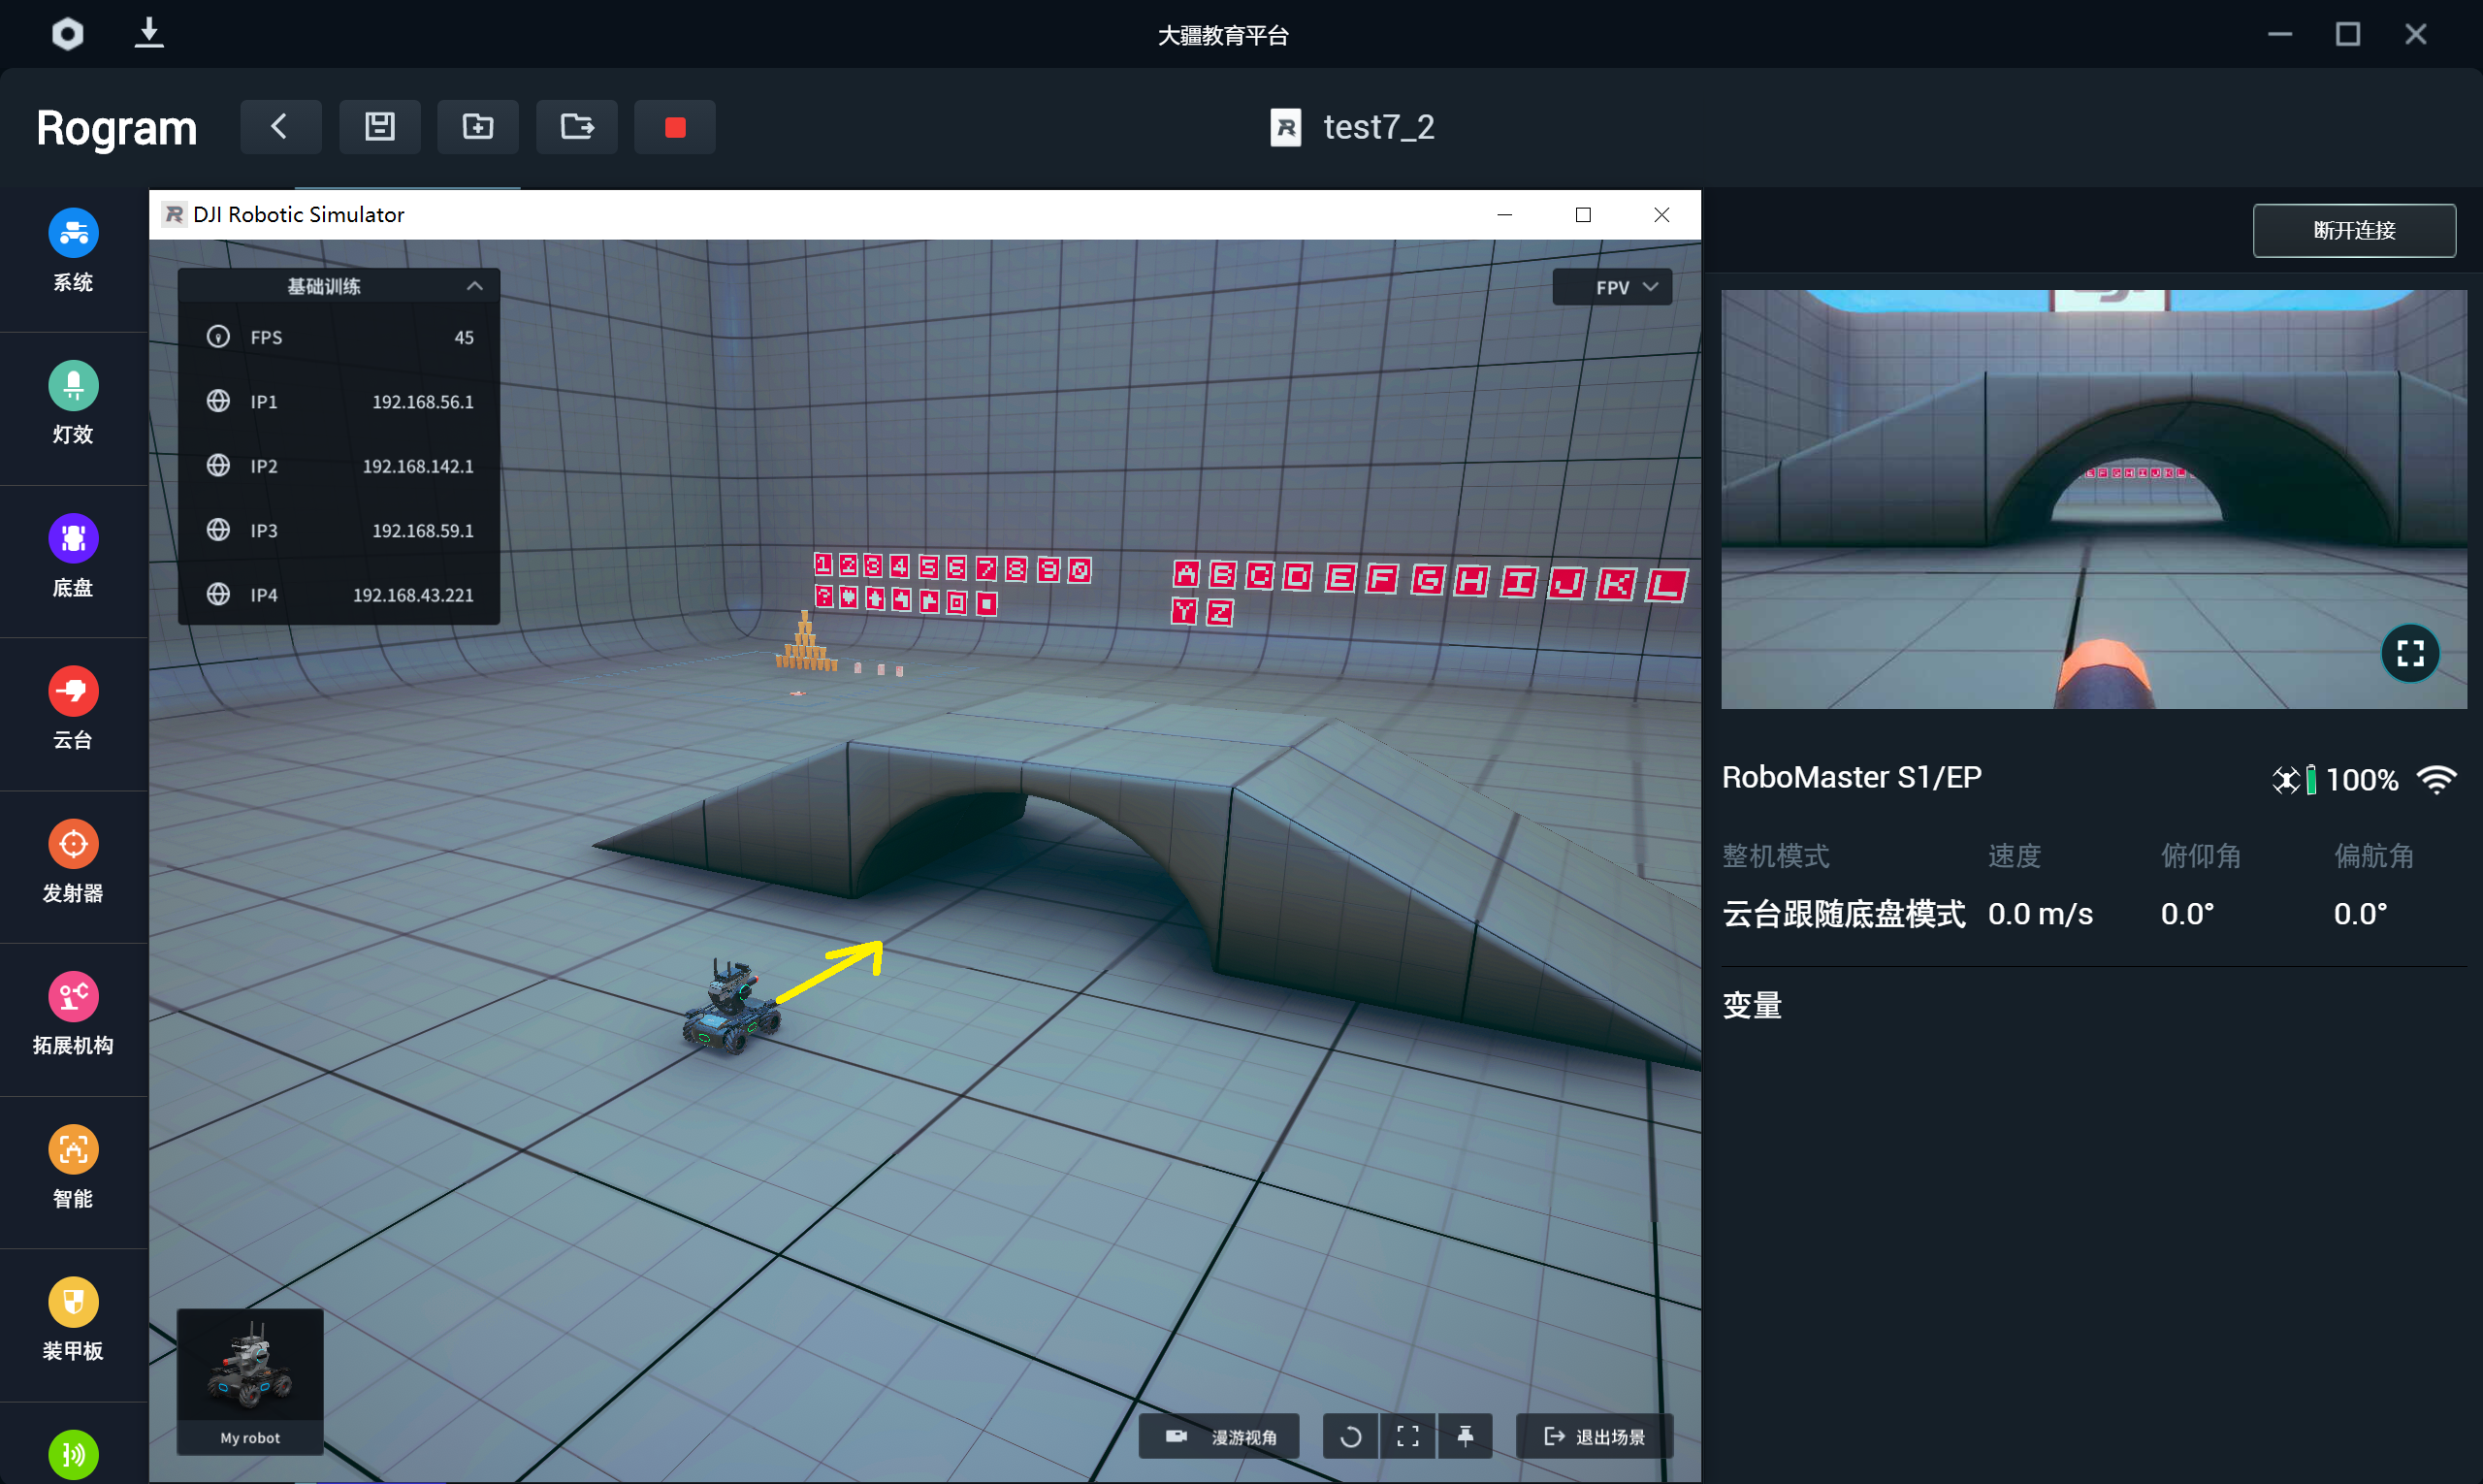 大疆教育平台
Rogram
test7_2
DJI Robotic Simulator
断开连接
系统
灯效
底盘
云台
发射器
拓展机构
智能
装甲板
基础训练
FPS 45
IP1 192.168.56.1
IP2 192.168.142.1
IP3 192.168.59.1
IP4 192.168.43.221
FPV
1 2 3 4 5 6 7 8 9 0
?
A B C D E F G H I J K L
Y Z
My robot
漫游视角
退出场景
E F G H I J K L
RoboMaster S1/EP
100%
整机模式 速度 俯仰角 偏航角
云台跟随底盘模式 0.0 m/s 0.0° 0.0°
变量